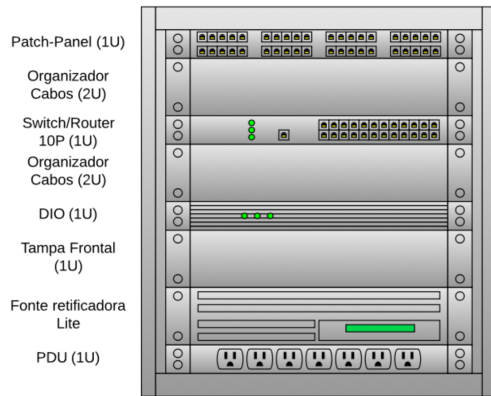 Patch-Panel (1U)
Organizador
Cabos (2U)
Switch/Router
10P (1U)
Organizador
Cabos (2U)
DIO (1U)
Tampa Frontal
(1U)
Fonte retificadora
Lite
PDU (1U)